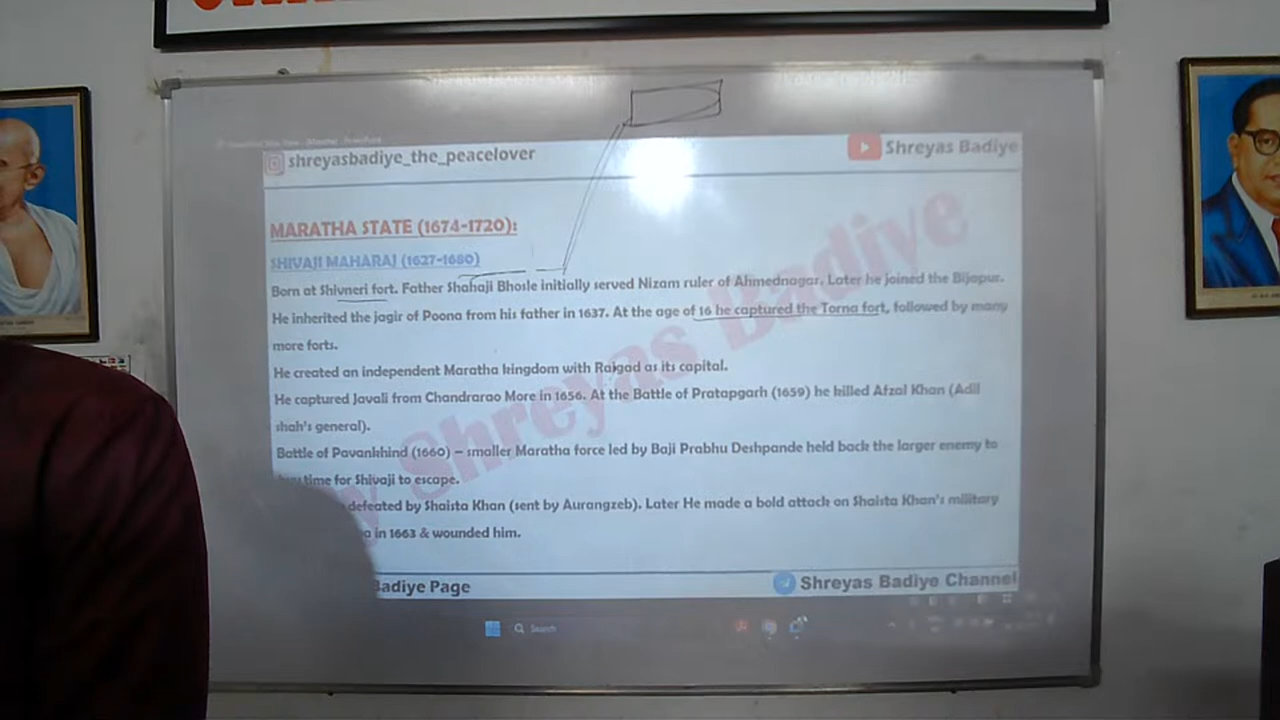 shreyasbadiye_the_peacelover
Shreyas Badiye
MARATHA STATE (1674-1720):
SHIVAJI MAHARAJ (1627-1680)
Born at Shivneri fort. Father Shahaji Bhosle initially served Nizam ruler of Ahmednagar. Later he joined the Bijapur.
He inherited the jagir of Poona from his father in 1637. At the age of 16 he captured the Torna fort, followed by many
more forts.
He created an independent Maratha kingdom with Raigad as its capital.
He captured Javali from Chandrarao More in 1656. At the Battle of Pratapgarh (1659) he killed Afzal Khan (Adil
shah's general).
Battle of Pavankhind (1660) – smaller Maratha force led by Baji Prabhu Deshpande held back the larger enemy to
time for Shivaji to escape.
defeated by Shaista Khan (sent by Aurangzeb). Later He made a bold attack on Shaista Khan's military
in 1663 & wounded him.
Badiye Page
Shreyas Badiye Channel
Search
By Shreyas Badiye